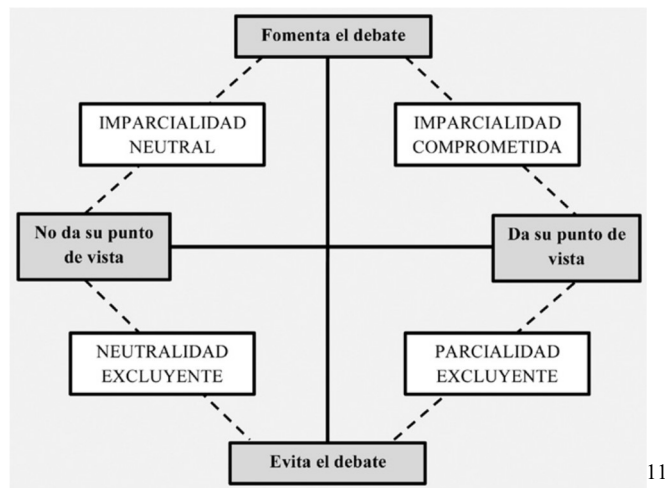 Fomenta el debate
IMPARCIALIDAD
NEUTRAL
IMPARCIALIDAD
COMPROMETIDA
No da su punto
de vista
Da su punto de
vista
NEUTRALIDAD
EXCLUYENTE
PARCIALIDAD
EXCLUYENTE
Evita el debate
11